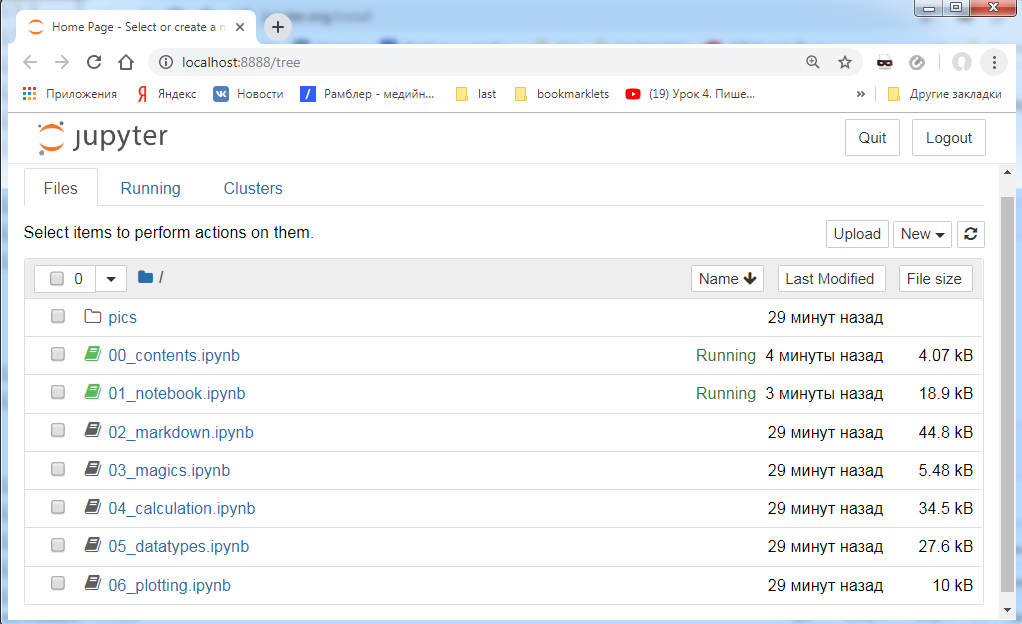 Home Page - Select or create a n
localhost:8888/tree
Приложения Яндекс Новости Рамблер - медийн... last bookmarklets (19) Урок 4. Пише... » Другие закладки
jupyter Quit Logout
Files Running Clusters
Select items to perform actions on them. Upload New
0 / Name Last Modified File size
pics 29 минут назад
00_contents.ipynb Running 4 минуты назад 4.07 kB
01_notebook.ipynb Running 3 минуты назад 18.9 kB
02_markdown.ipynb 29 минут назад 44.8 kB
03_magics.ipynb 29 минут назад 5.48 kB
04_calculation.ipynb 29 минут назад 34.5 kB
05_datatypes.ipynb 29 минут назад 27.6 kB
06_plotting.ipynb 29 минут назад 10 kB